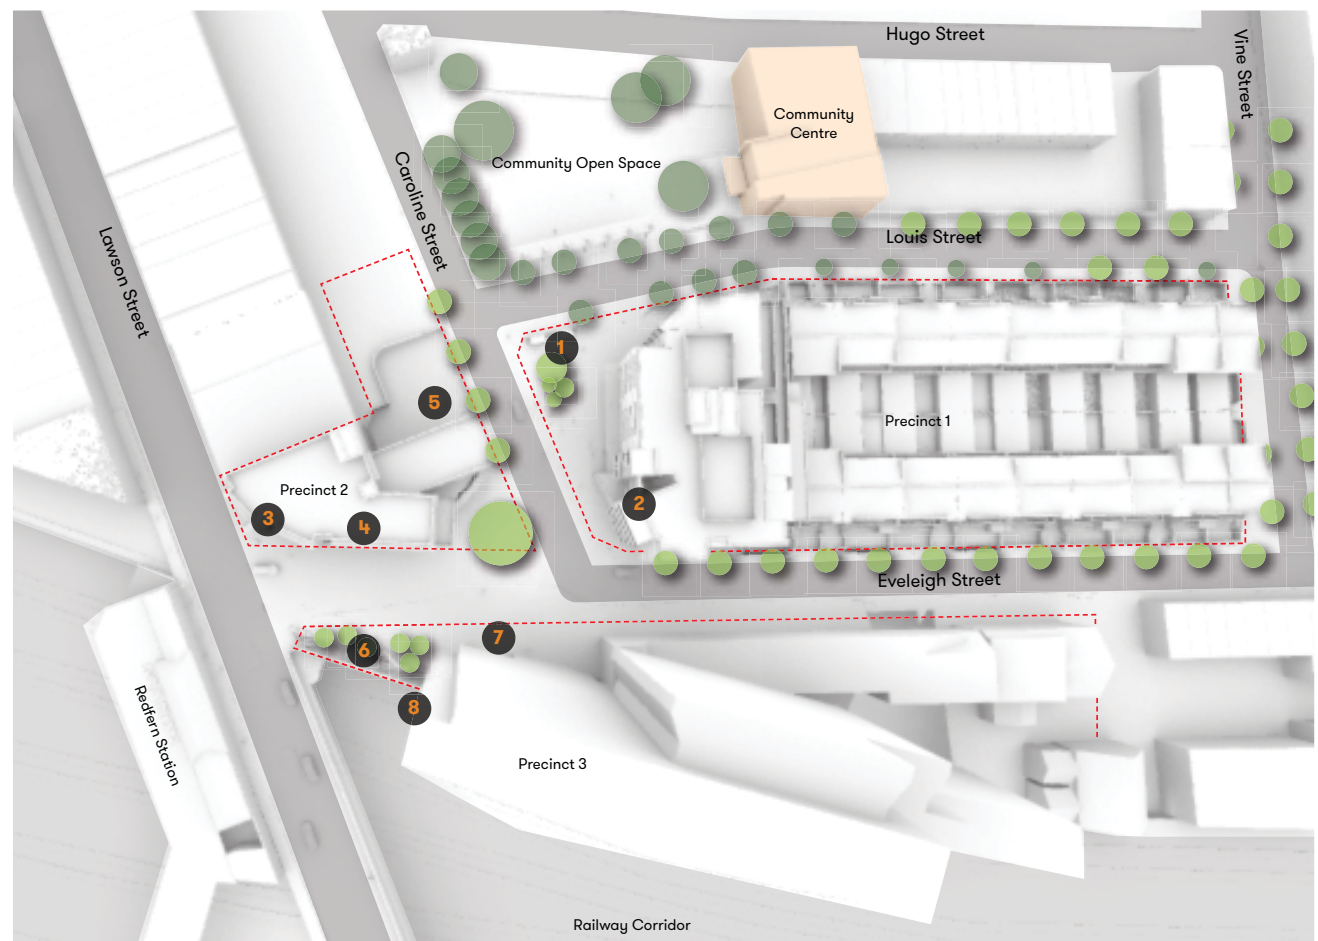 Hugo Street
Vine Street
Community
Centre
Community Open Space
Caroline Street
Lawson Street
Louis Street
1
5
Precinct 1
Precinct 2
2
3
4
Eveleigh Street
7
6
8
Redfern Station
Precinct 3
Railway Corridor